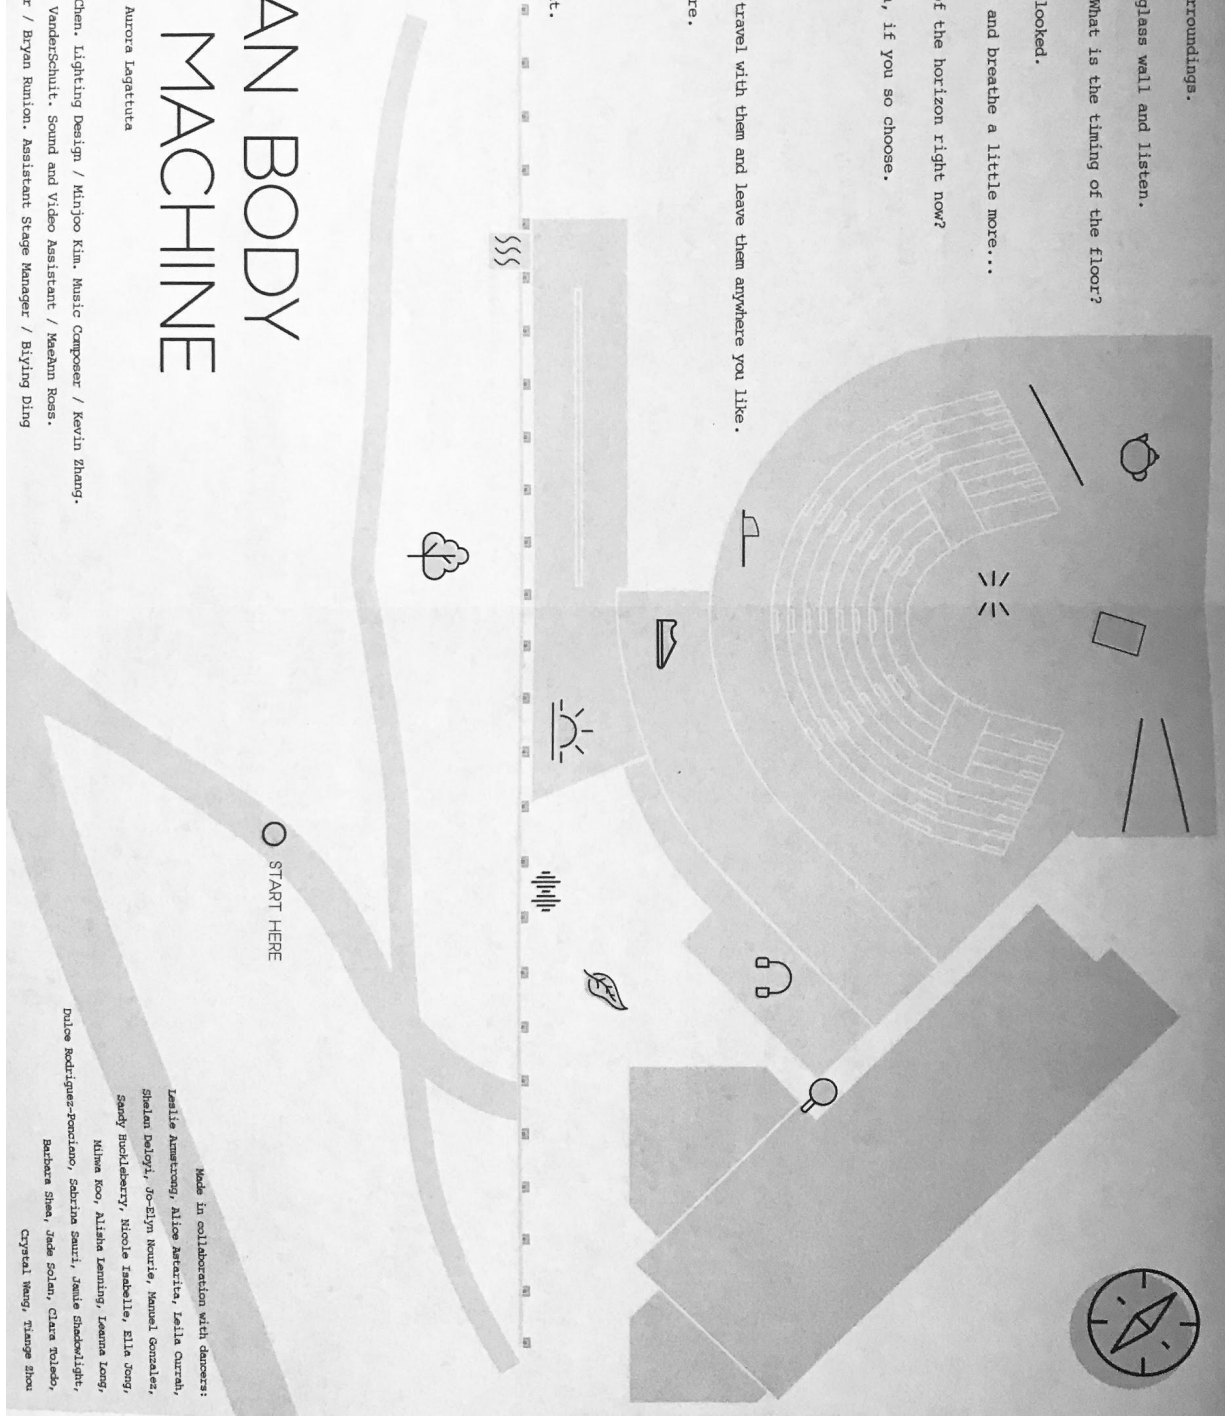 rroundings.
glass wall and listen.
What is the timing of the floor?
looked.
and breathe a little more...
of the horizon right now?
, if you so choose.
travel with them and leave them anywhere you like.
re.
t.
AN BODY
MACHINE
Aurora Lagattuta
Chen. Lighting Design / Minjoo Kim. Music Composer / Kevin Zhang.
VanderSchuit. Sound and Video Assistant / MaeAnn Ross.
r / Bryan Runion. Assistant Stage Manager / Biying Ding
START HERE
Made in collaboration with dancers:
Leslie Armstrong, Alice Astarita, Leila Currah,
Shelan Deloyi, Jo-Elyn Nourie, Manuel Gonzalez,
Sandy Huckleberry, Nicole Isabelle, Ella Jong,
Mihwa Koo, Alisha Lenning, Leanna Long,
Dulce Rodriguez-Ponciano, Sabrina Sauri, Jamie Shadowlight,
Barbara Shea, Jade Solan, Clara Toledo,
Crystal Wang, Tiange Zhou